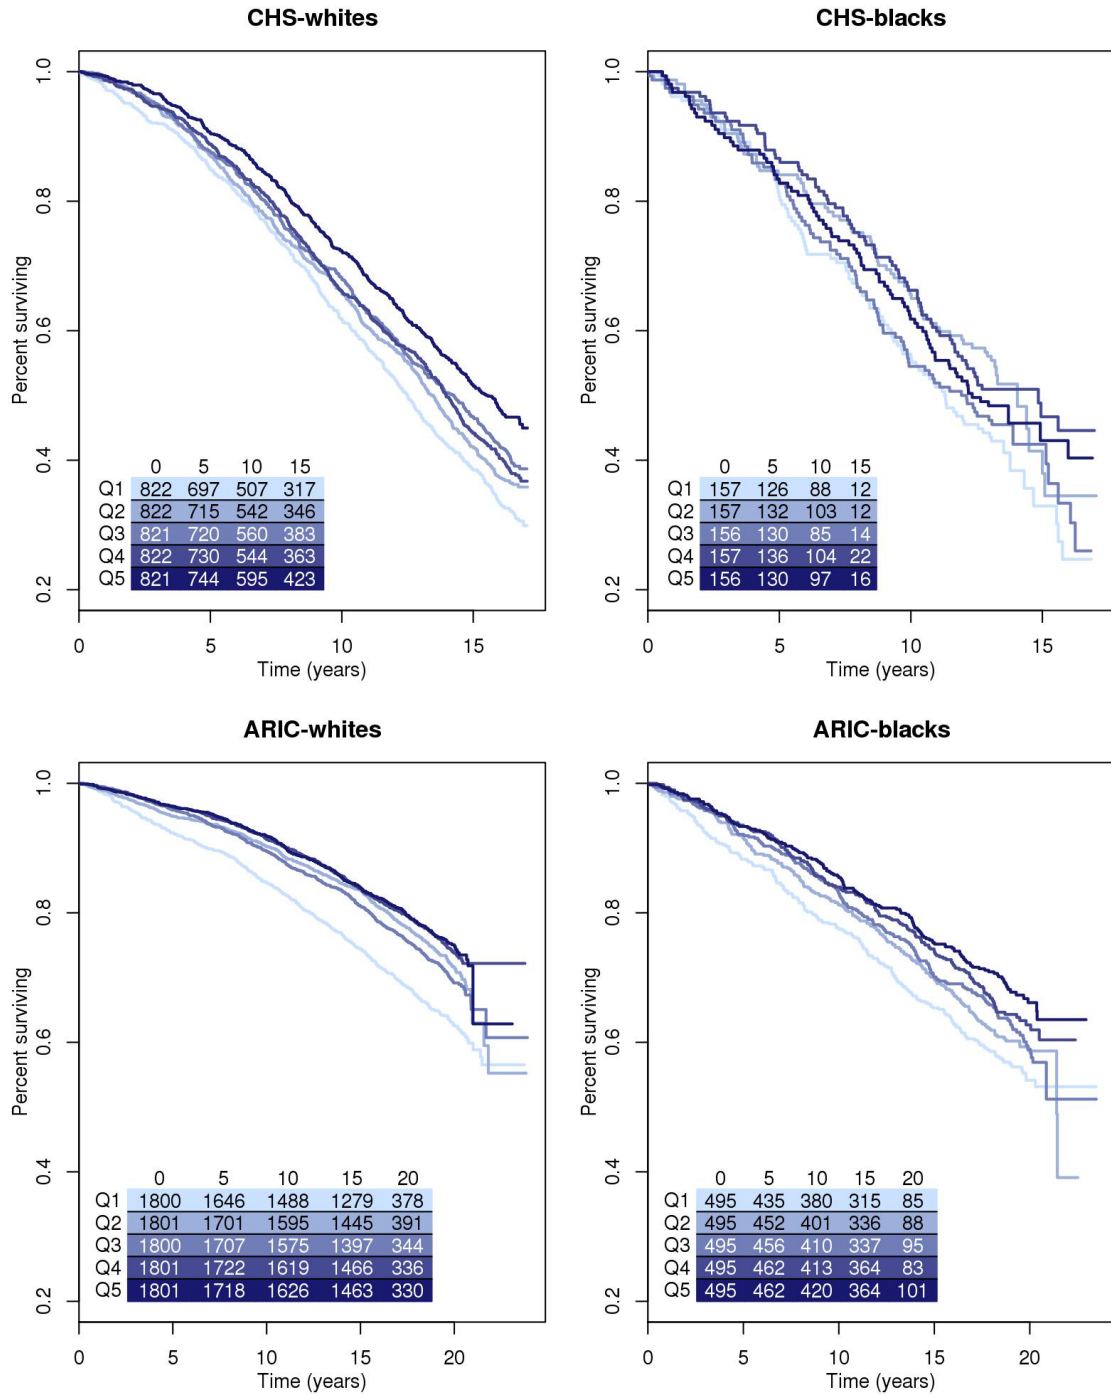 CHS-whites
Percent surviving
1.0
0.8
0.6
0.4
0.2
0 5 10 15
Q1 822 697 507 317
Q2 822 715 542 346
Q3 821 720 560 383
Q4 822 730 544 363
Q5 821 744 595 423
0 5 10 15
Time (years)
CHS-blacks
Percent surviving
1.0
0.8
0.6
0.4
0.2
0 5 10 15
Q1 157 126 88 12
Q2 157 132 103 12
Q3 156 130 85 14
Q4 157 136 104 22
Q5 156 130 97 16
0 5 10 15
Time (years)
ARIC-whites
Percent surviving
1.0
0.8
0.6
0.4
0.2
0 5 10 15 20
Q1 1800 1646 1488 1279 378
Q2 1801 1701 1595 1445 391
Q3 1800 1707 1575 1397 344
Q4 1801 1722 1619 1466 336
Q5 1801 1718 1626 1463 330
0 5 10 15 20
Time (years)
ARIC-blacks
Percent surviving
1.0
0.8
0.6
0.4
0.2
0 5 10 15 20
Q1 495 435 380 315 85
Q2 495 452 401 336 88
Q3 495 456 410 337 95
Q4 495 462 413 364 83
Q5 495 462 420 364 101
0 5 10 15 20
Time (years)